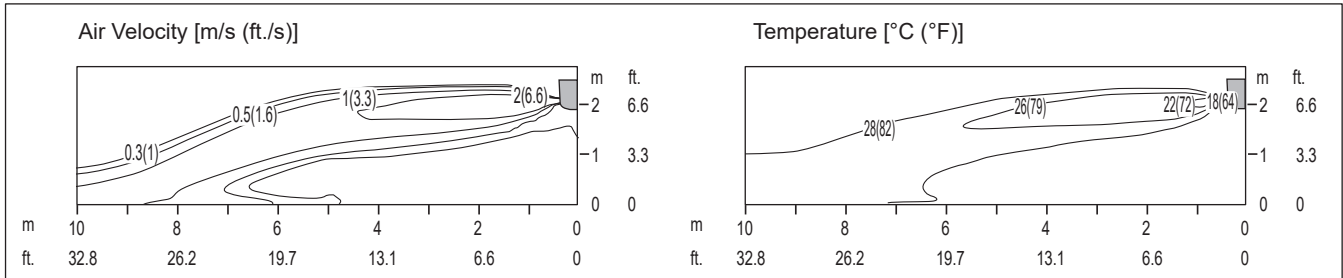 Air Velocity [m/s (ft./s)]
0.3(1)
0.5(1.6)
1(3.3)
2(6.6)
m ft.
2 6.6
1 3.3
0 0
m 10 8 6 4 2 0
ft. 32.8 26.2 19.7 13.1 6.6 0
Temperature [°C (°F)]
28(82)
26(79)
22(72)
18(64)
m ft.
2 6.6
1 3.3
0 0
m 10 8 6 4 2 0
ft. 32.8 26.2 19.7 13.1 6.6 0